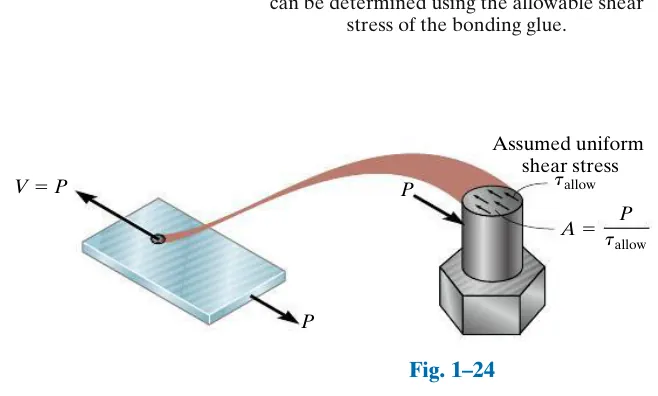 can be determined using the allowable shear
stress of the bonding glue.
Assumed uniform
shear stress
τallow
V = P
P
A = P / τallow
P
Fig. 1–24